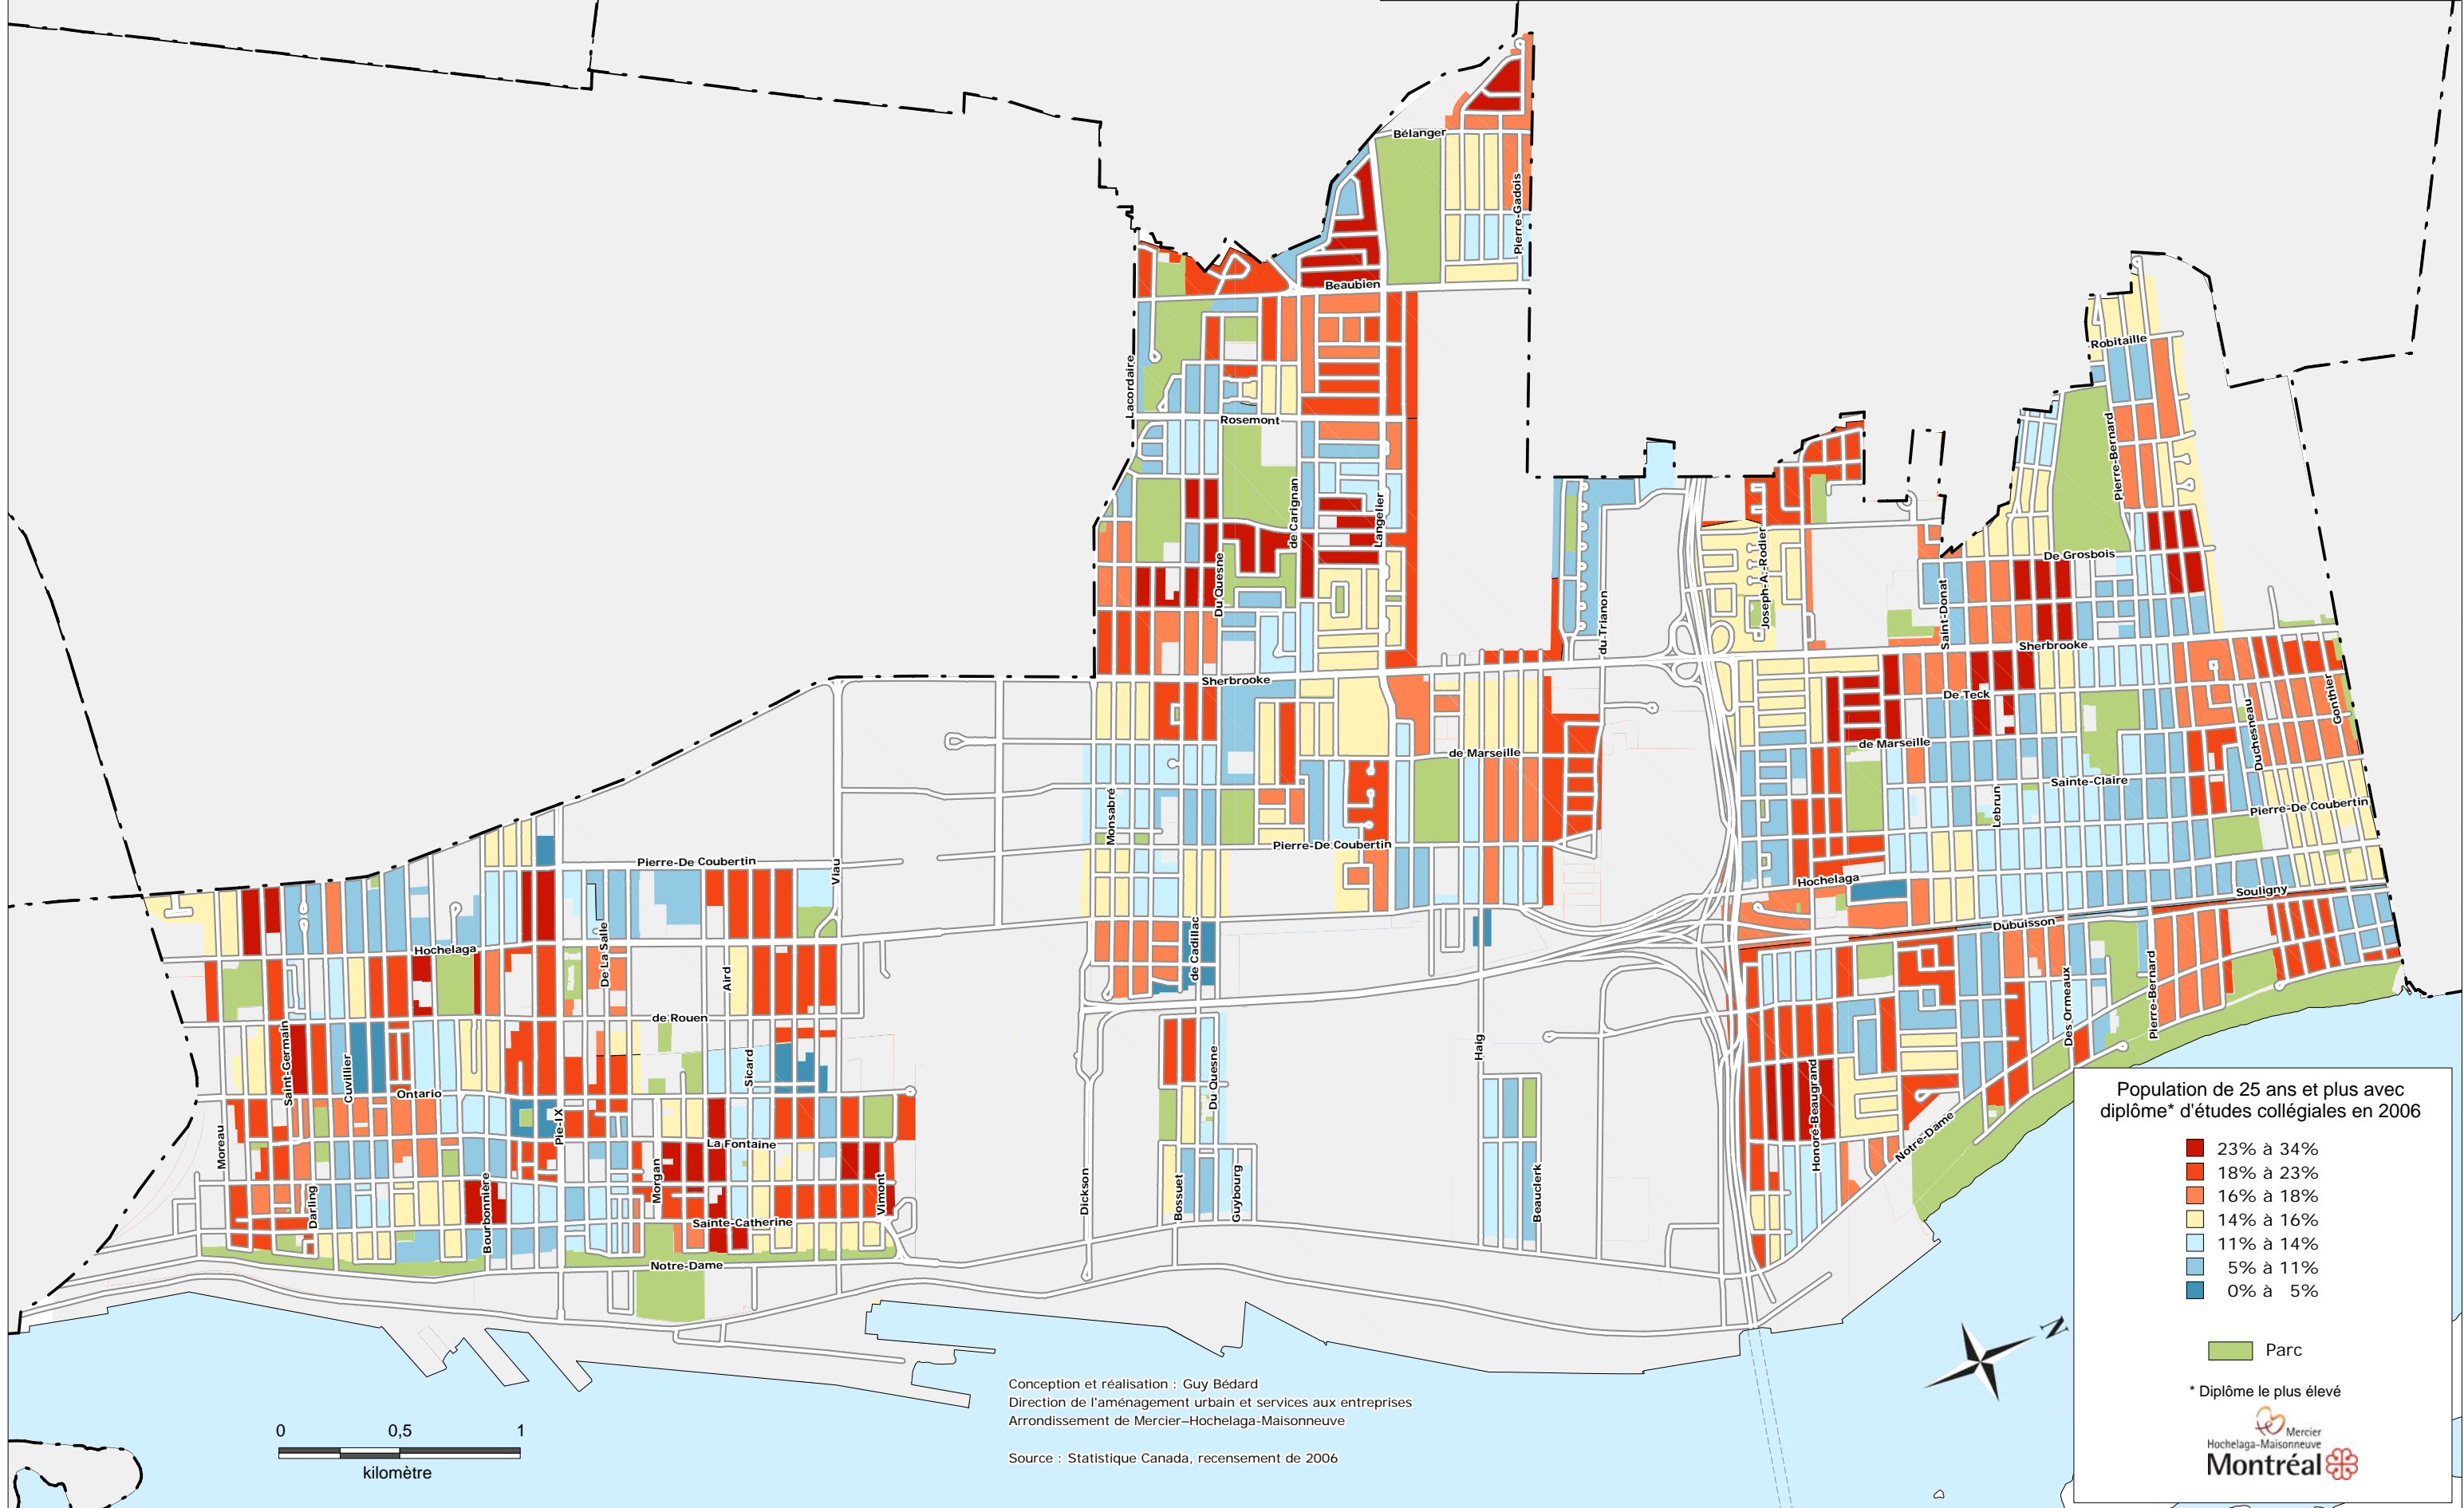 Bélanger
Pierre-Gadois
Beaubien
Robitaille
Lacordaire
Rosemont
Pierre-Bernard
de Carignan
Langelier
Joseph-A.-Rodier
De Grosbois
Du Quesne
du-Trianon
Saint-Donat
Sherbrooke
Sherbrooke
De Teck
Gonthier
Duchesneau
de Marseille
de Marseille
Sainte-Claire
Monsabré
Lebrun
Pierre-De Coubertin
Pierre-De Coubertin
Pierre-De Coubertin
Viau
Hochelaga
Souligny
Dubuisson
Hochelaga
De La Salle
Aird
de Cadillac
Des Ormeaux
Pierre-Bernard
de Rouen
Saint-Germain
Cuvillier
Sicard
Du Quesne
Haig
Honoré-Beaugrand
Ontario
Pie-IX
Moreau
La Fontaine
Notre-Dame
Morgan
Darling
Bourbonnière
Vimont
Dickson
Bossuet
Guybourg
Beauclerk
Sainte-Catherine
Notre-Dame
Population de 25 ans et plus avec
diplôme* d'études collégiales en 2006
23% à 34%
18% à 23%
16% à 18%
14% à 16%
11% à 14%
5% à 11%
0% à 5%
Parc
* Diplôme le plus élevé
Mercier
Hochelaga-Maisonneuve
Montréal
N
Conception et réalisation : Guy Bédard
Direction de l'aménagement urbain et services aux entreprises
Arrondissement de Mercier–Hochelaga-Maisonneuve
Source : Statistique Canada, recensement de 2006
0 0,5 1
kilomètre